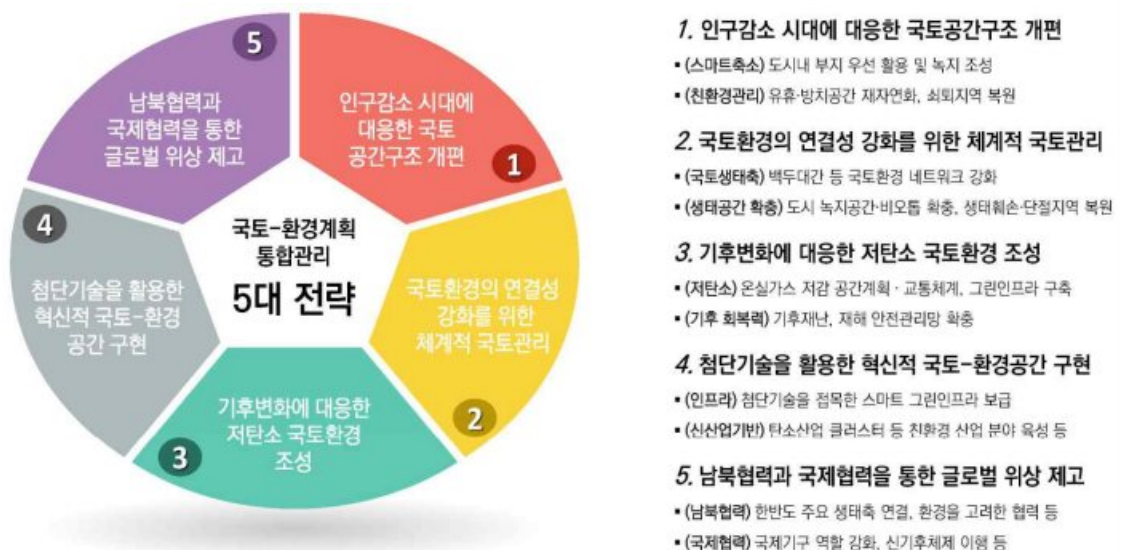 5
남북협력과
국제협력을 통한
글로벌 위상 제고
인구감소 시대에
대응한 국토
공간구조 개편
1
4
첨단기술을 활용한
혁신적 국토-환경
공간 구현
국토-환경계획
통합관리
5대 전략
국토환경의 연결성
강화를 위한
체계적 국토관리
2
기후변화에 대응한
저탄소 국토환경
조성
3
1. 인구감소 시대에 대응한 국토공간구조 개편
▪ (스마트축소) 도시내 부지 우선 활용 및 녹지 조성
▪ (친환경관리) 유휴·방치공간 재자연화, 쇠퇴지역 복원
2. 국토환경의 연결성 강화를 위한 체계적 국토관리
▪ (국토생태축) 백두대간 등 국토환경 네트워크 강화
▪ (생태공간 확충) 도시 녹지공간·비오톱 확충, 생태훼손·단절지역 복원
3. 기후변화에 대응한 저탄소 국토환경 조성
▪ (저탄소) 온실가스 저감 공간계획 · 교통체계, 그린인프라 구축
▪ (기후 회복력) 기후재난, 재해 안전관리망 확충
4. 첨단기술을 활용한 혁신적 국토-환경공간 구현
▪ (인프라) 첨단기술을 접목한 스마트 그린인프라 보급
▪ (신산업기반) 탄소산업 클러스터 등 친환경 산업 분야 육성 등
5. 남북협력과 국제협력을 통한 글로벌 위상 제고
▪ (남북협력) 한반도 주요 생태축 연결, 환경을 고려한 협력 등
▪ (국제협력) 국제기구 역할 강화, 신기후체제 이행 등